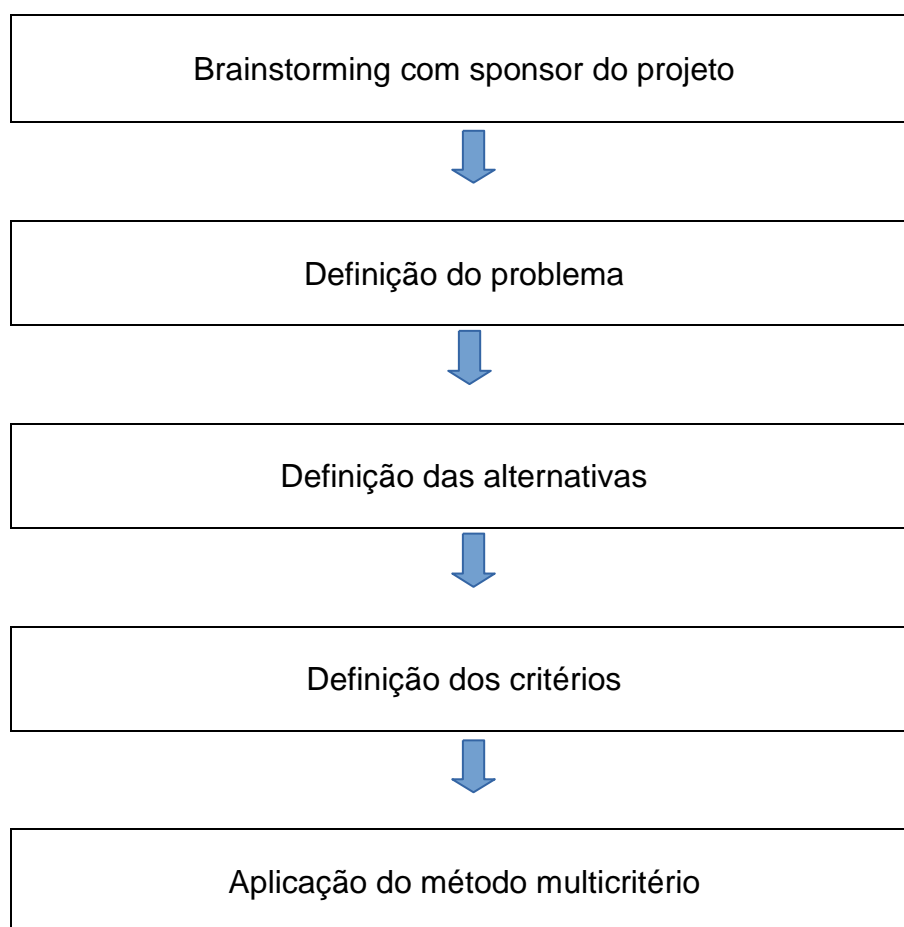 Brainstorming com sponsor do projeto
Definição do problema
Definição das alternativas
Definição dos critérios
Aplicação do método multicritério